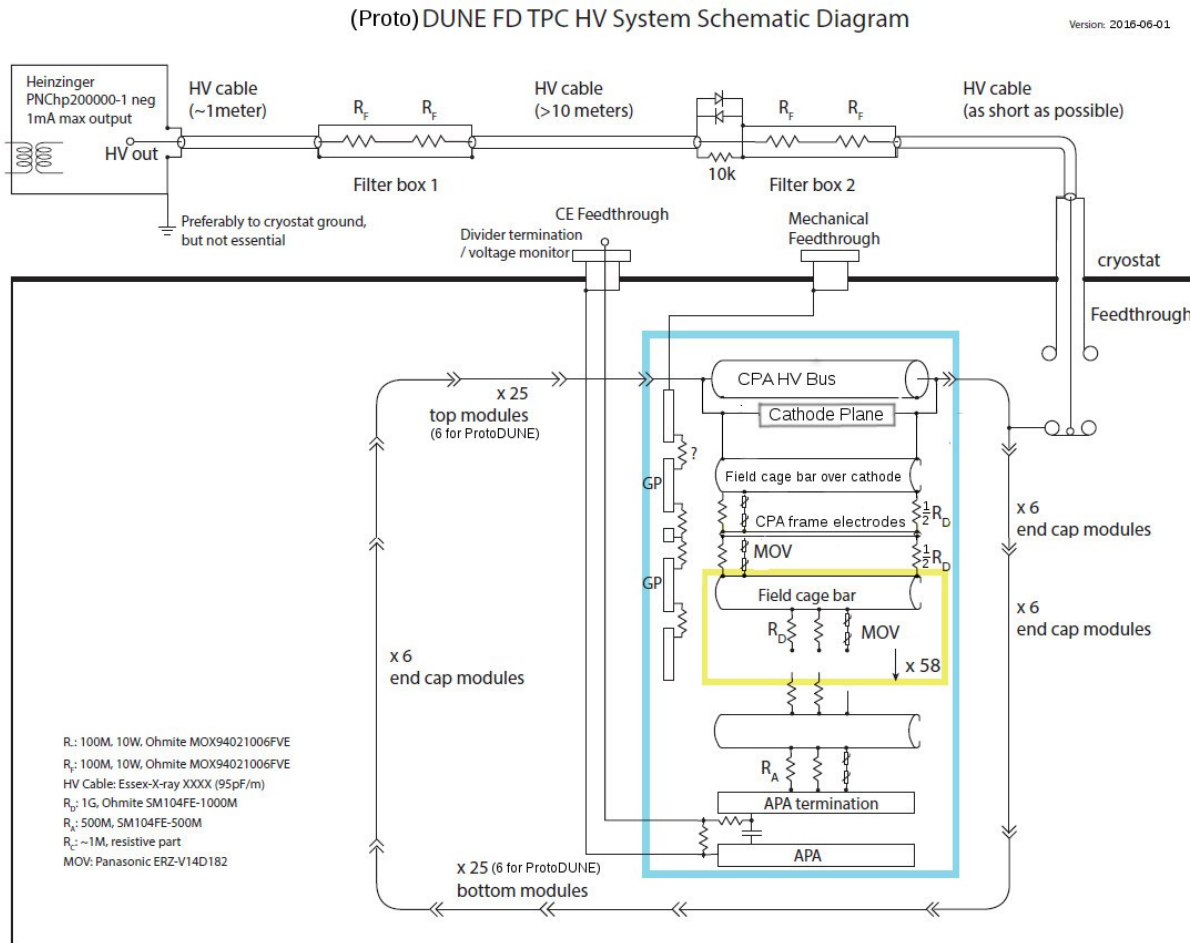 (Proto) DUNE FD TPC HV System Schematic Diagram
Version: 2016-06-01
Heinzinger
PNChp200000-1 neg
1mA max output
HV out
HV cable
(~1meter)
R_F
R_F
Filter box 1
HV cable
(>10 meters)
R_F
R_F
10k
Filter box 2
HV cable
(as short as possible)
Preferably to cryostat ground,
but not essential
CE Feedthrough
Divider termination
/ voltage monitor
Mechanical
Feedthrough
cryostat
Feedthrough
x 25
top modules
(6 for ProtoDUNE)
CPA HV Bus
Cathode Plane
?
GP
Field cage bar over cathode
½R_D
CPA frame electrodes
MOV
½R_D
GP
Field cage bar
R_D
MOV
x 58
x 6
end cap modules
x 6
end cap modules
x 6
end cap modules
R_A
APA termination
APA
R_: 100M, 10W, Ohmite MOX94021006FVE
R_F: 100M, 10W, Ohmite MOX94021006FVE
HV Cable: Essex-X-ray XXXX (95pF/m)
R_D: 1G, Ohmite SM104FE-1000M
R_A: 500M, SM104FE-500M
R_C: ~1M, resistive part
MOV: Panasonic ERZ-V14D182
x 25 (6 for ProtoDUNE)
bottom modules